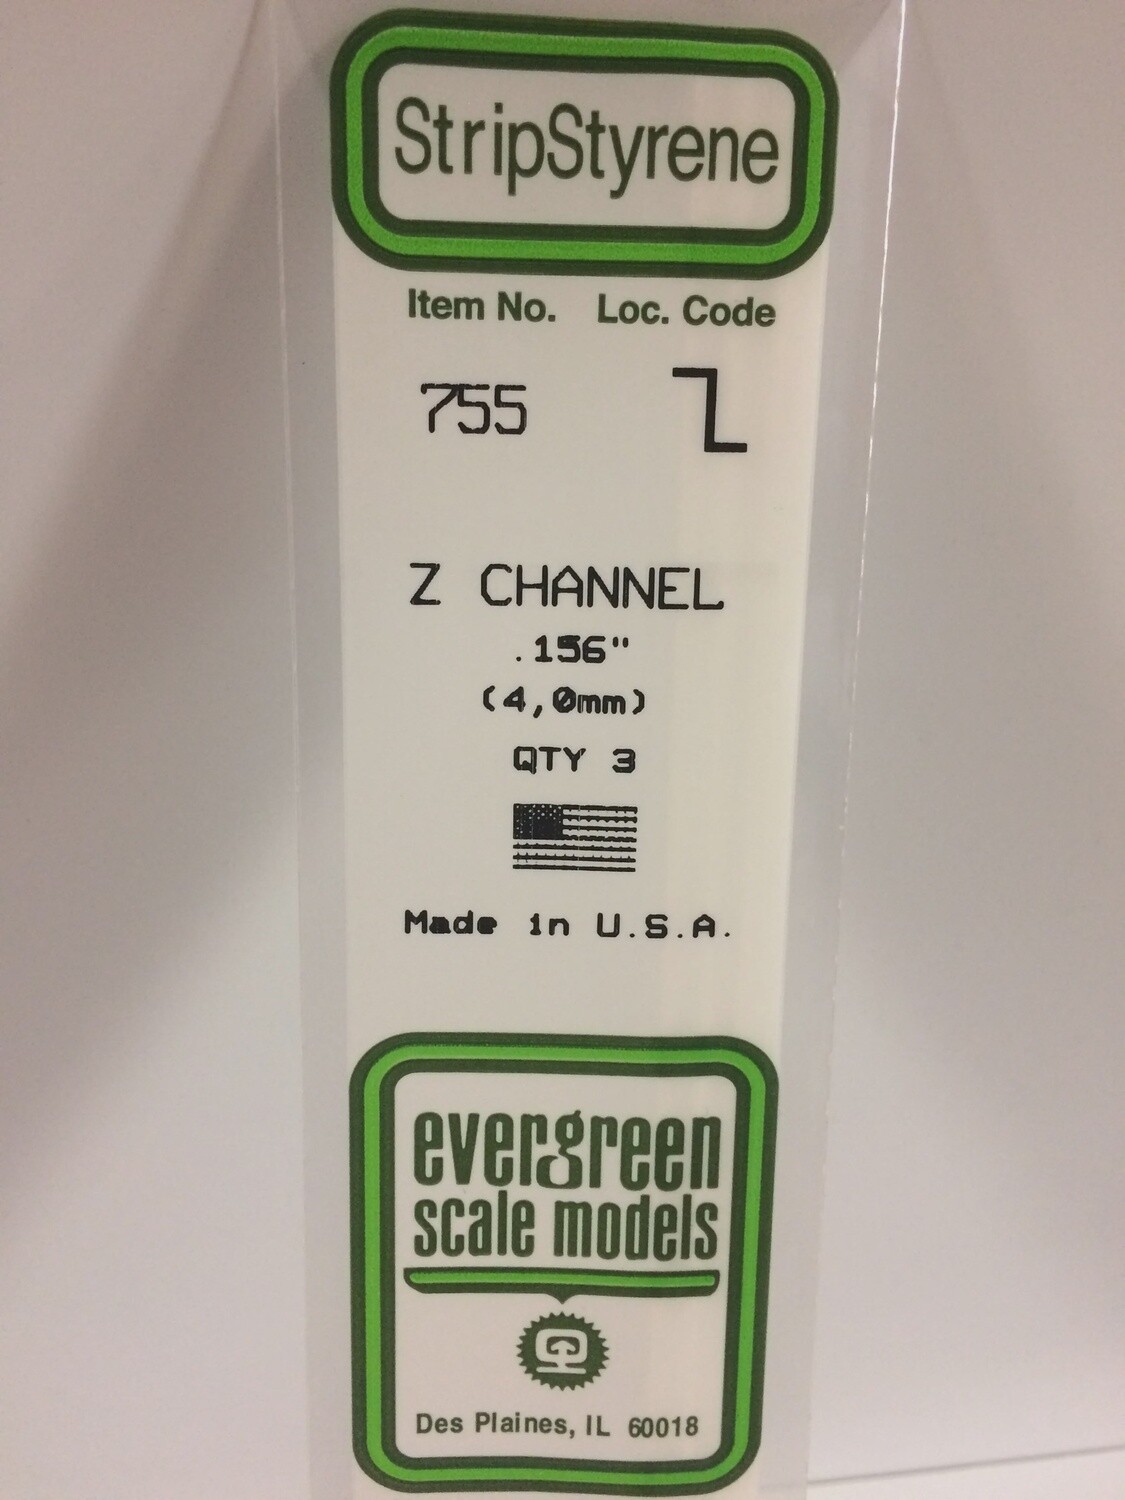 StripStyrene
Item No. Loc. Code
755
Z CHANNEL
.156"
(4,0mm)
QTY 3
Made in U.S.A.
evergreen
scale models
Des Plaines, IL 60018